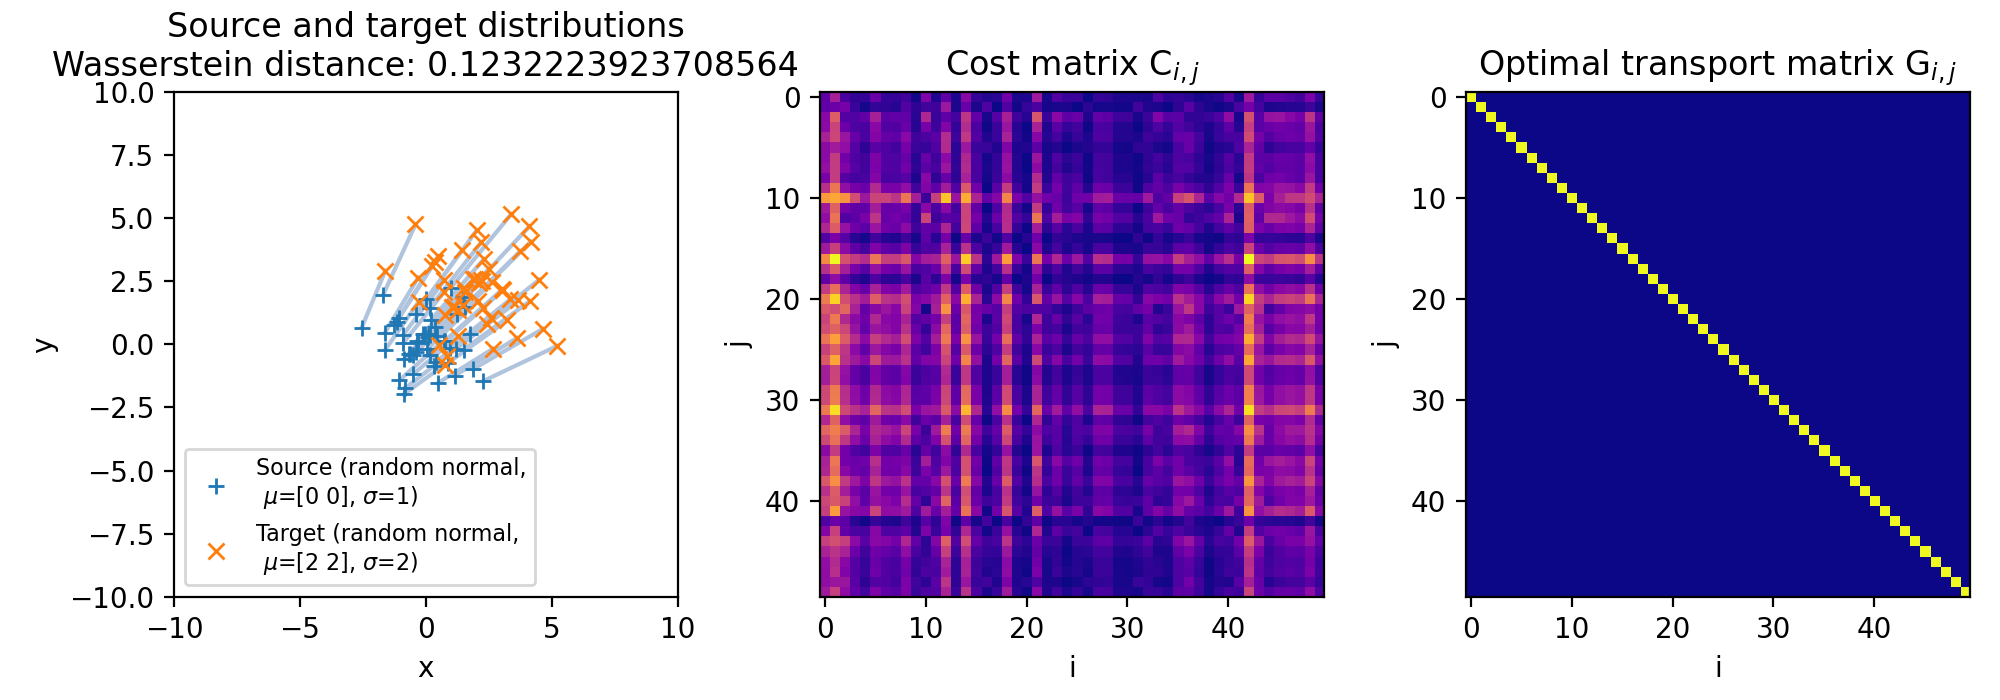 Source and target distributions
Wasserstein distance: 0.1232223923708564
10.0
7.5
5.0
2.5
0.0
−2.5
−5.0
−7.5
−10.0
y
Source (random normal,
μ=[0 0], σ=1)
Target (random normal,
μ=[2 2], σ=2)
−10 −5 0 5 10
x
Cost matrix C_{i,j}
0
10
20
30
40
j
0 10 20 30 40
i
Optimal transport matrix G_{i,j}
0
10
20
30
40
j
0 10 20 30 40
i